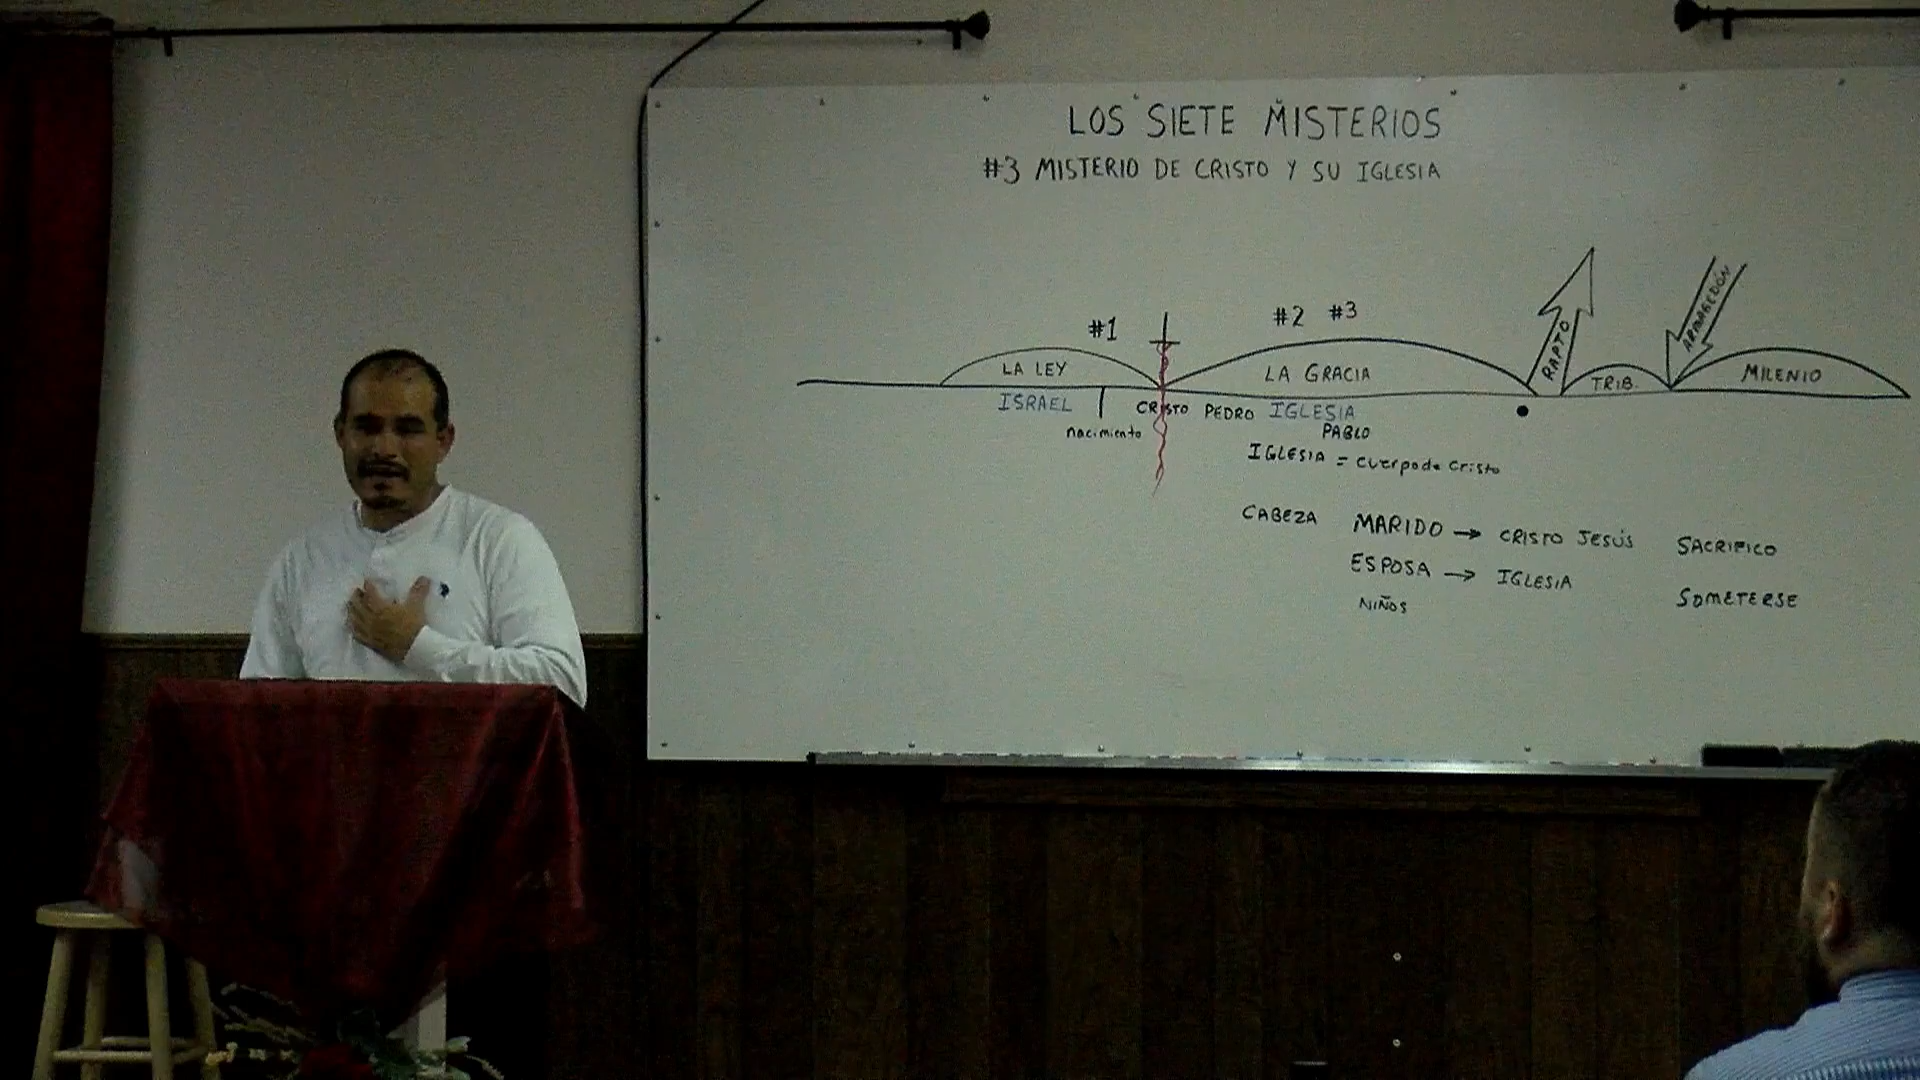 LOS SIETE MISTERIOS
#3 MISTERIO DE CRISTO Y SU IGLESIA
#1 #2 #3
LA LEY LA GRACIA RAPTO TRIB. ARMAGEDÓN MILENIO
ISRAEL CRISTO PEDRO IGLESIA
nacimiento PABLO
IGLESIA = cuerpo de Cristo
CABEZA MARIDO → CRISTO JESÚS SACRIFICO
ESPOSA → IGLESIA
NIÑOS SOMETERSE